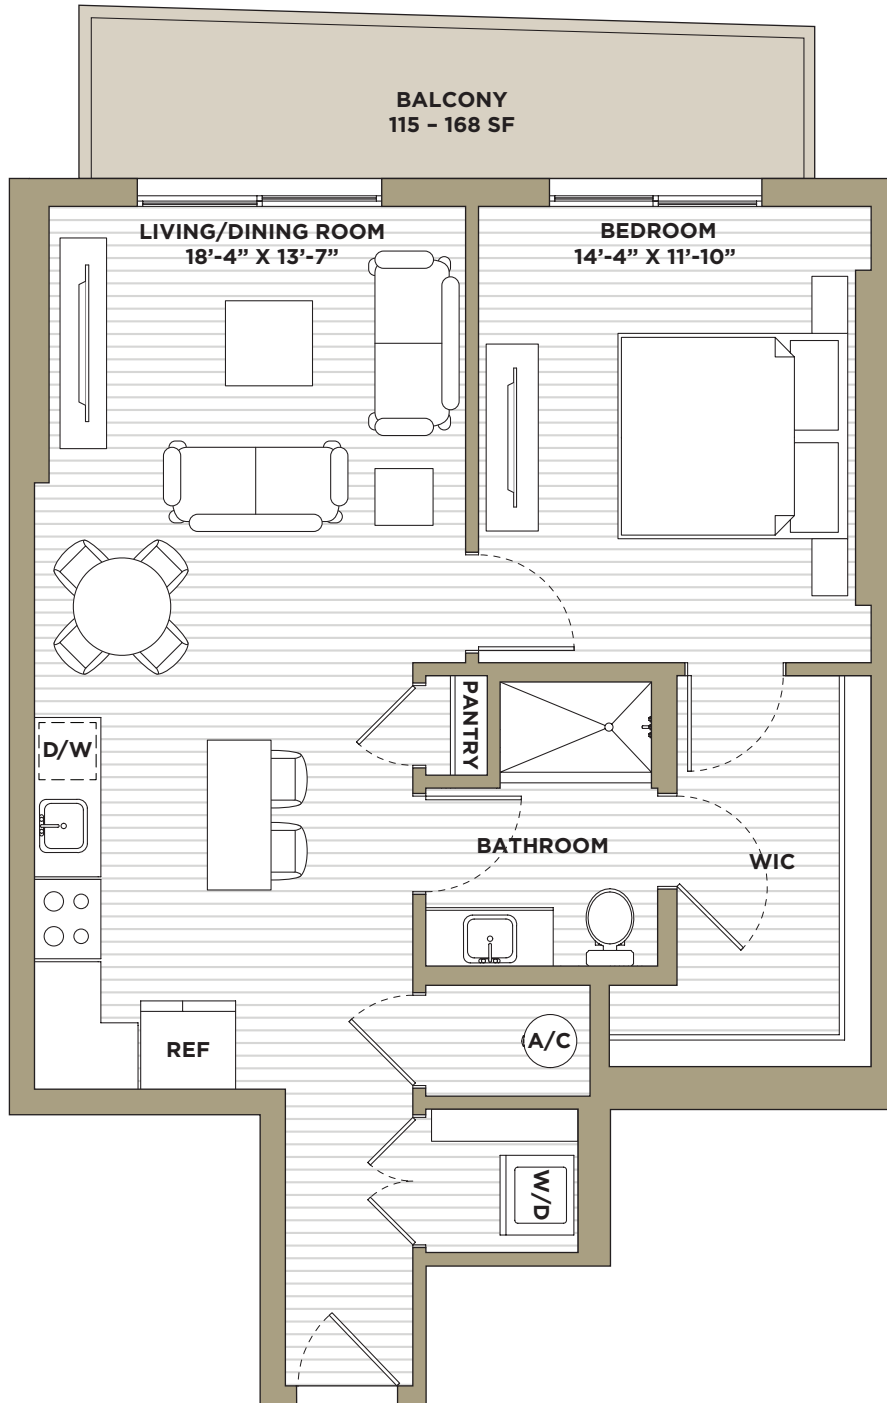 BALCONY
115 – 168 SF
LIVING/DINING ROOM
18’-4” X 13’-7”
BEDROOM
14’-4” X 11’-10”
PANTRY
D/W
BATHROOM
WIC
REF
A/C
W/D